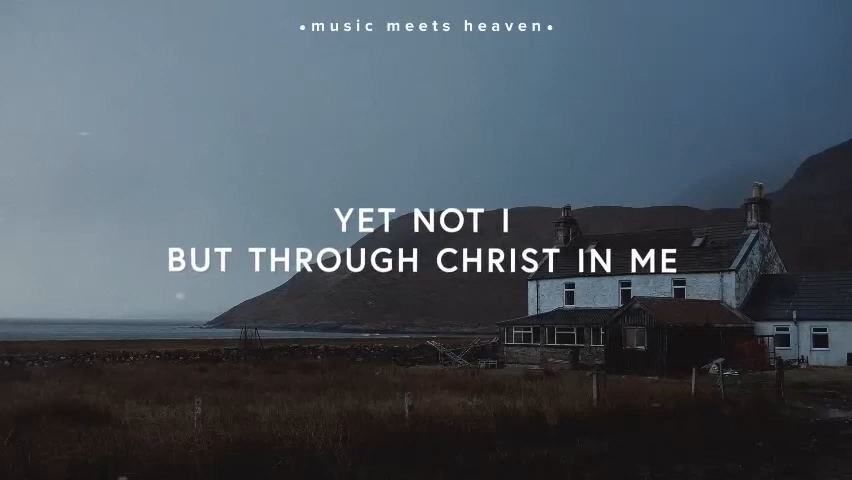 •music meets heaven•
YET NOT I
BUT THROUGH CHRIST IN ME